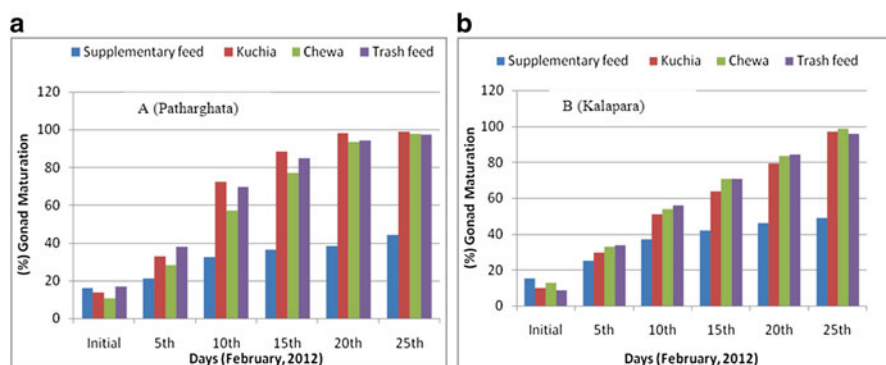 a
Supplementary feed Kuchia Chewa Trash feed
A (Patharghata)
(%) Gonad Maturation
120
100
80
60
40
20
0
Initial 5th 10th 15th 20th 25th
Days (February, 2012)
b
Supplementary feed Kuchia Chewa Trash feed
B (Kalapara)
(%) Gonad Maturation
120
100
80
60
40
20
0
Initial 5th 10th 15th 20th 25th
Days (February, 2012)